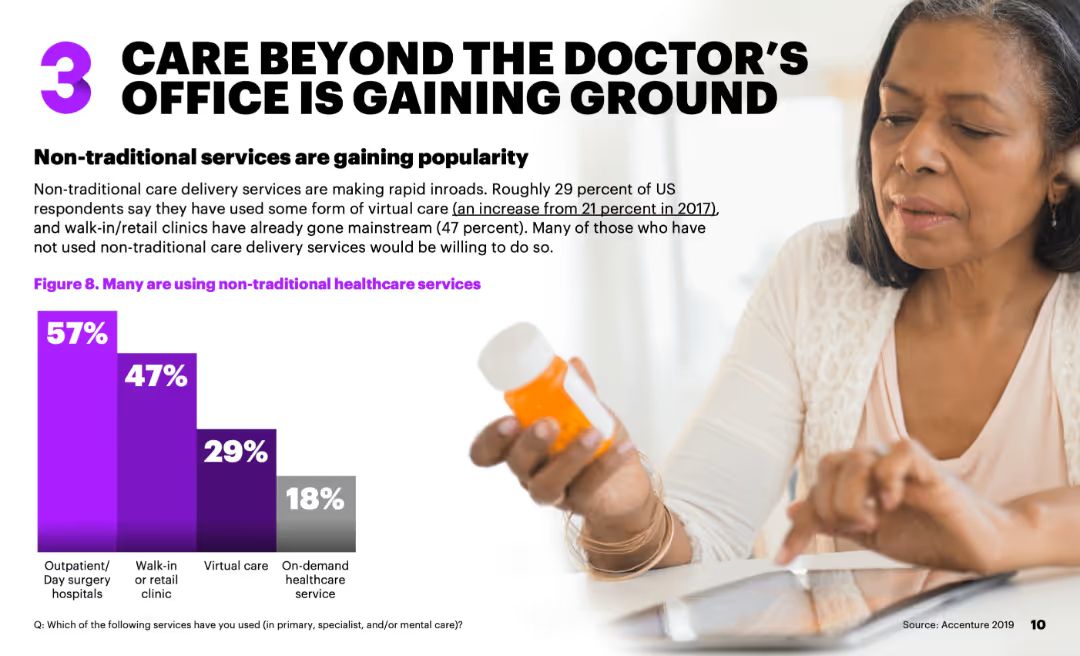 3
CARE BEYOND THE DOCTOR’S
OFFICE IS GAINING GROUND
Non-traditional services are gaining popularity
Non-traditional care delivery services are making rapid inroads. Roughly 29 percent of US
respondents say they have used some form of virtual care (an increase from 21 percent in 2017),
and walk-in/retail clinics have already gone mainstream (47 percent). Many of those who have
not used non-traditional care delivery services would be willing to do so.
Figure 8. Many are using non-traditional healthcare services
57%
47%
29%
18%
Outpatient/
Day surgery
hospitals
Walk-in
or retail
clinic
Virtual care
On-demand
healthcare
service
Q: Which of the following services have you used (in primary, specialist, and/or mental care)?
Source: Accenture 2019
10